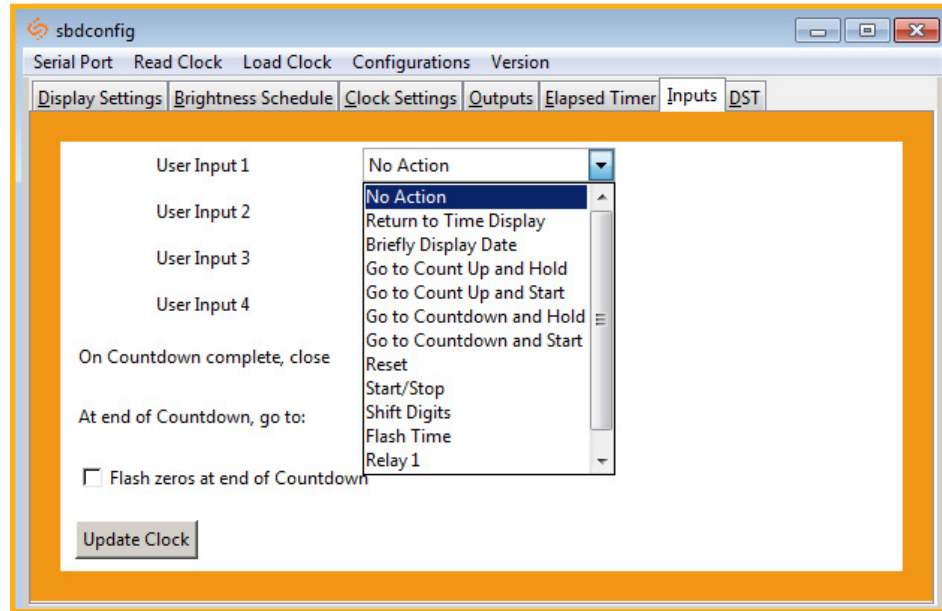 sbdconfig
Serial Port Read Clock Load Clock Configurations Version
Display Settings Brightness Schedule Clock Settings Outputs Elapsed Timer Inputs DST
User Input 1 No Action
No Action
User Input 2 Return to Time Display
Briefly Display Date
User Input 3 Go to Count Up and Hold
Go to Count Up and Start
User Input 4 Go to Countdown and Hold
Go to Countdown and Start
On Countdown complete, close Reset
Start/Stop
At end of Countdown, go to: Shift Digits
Flash Time
Relay 1
Flash zeros at end of Countdown
Update Clock